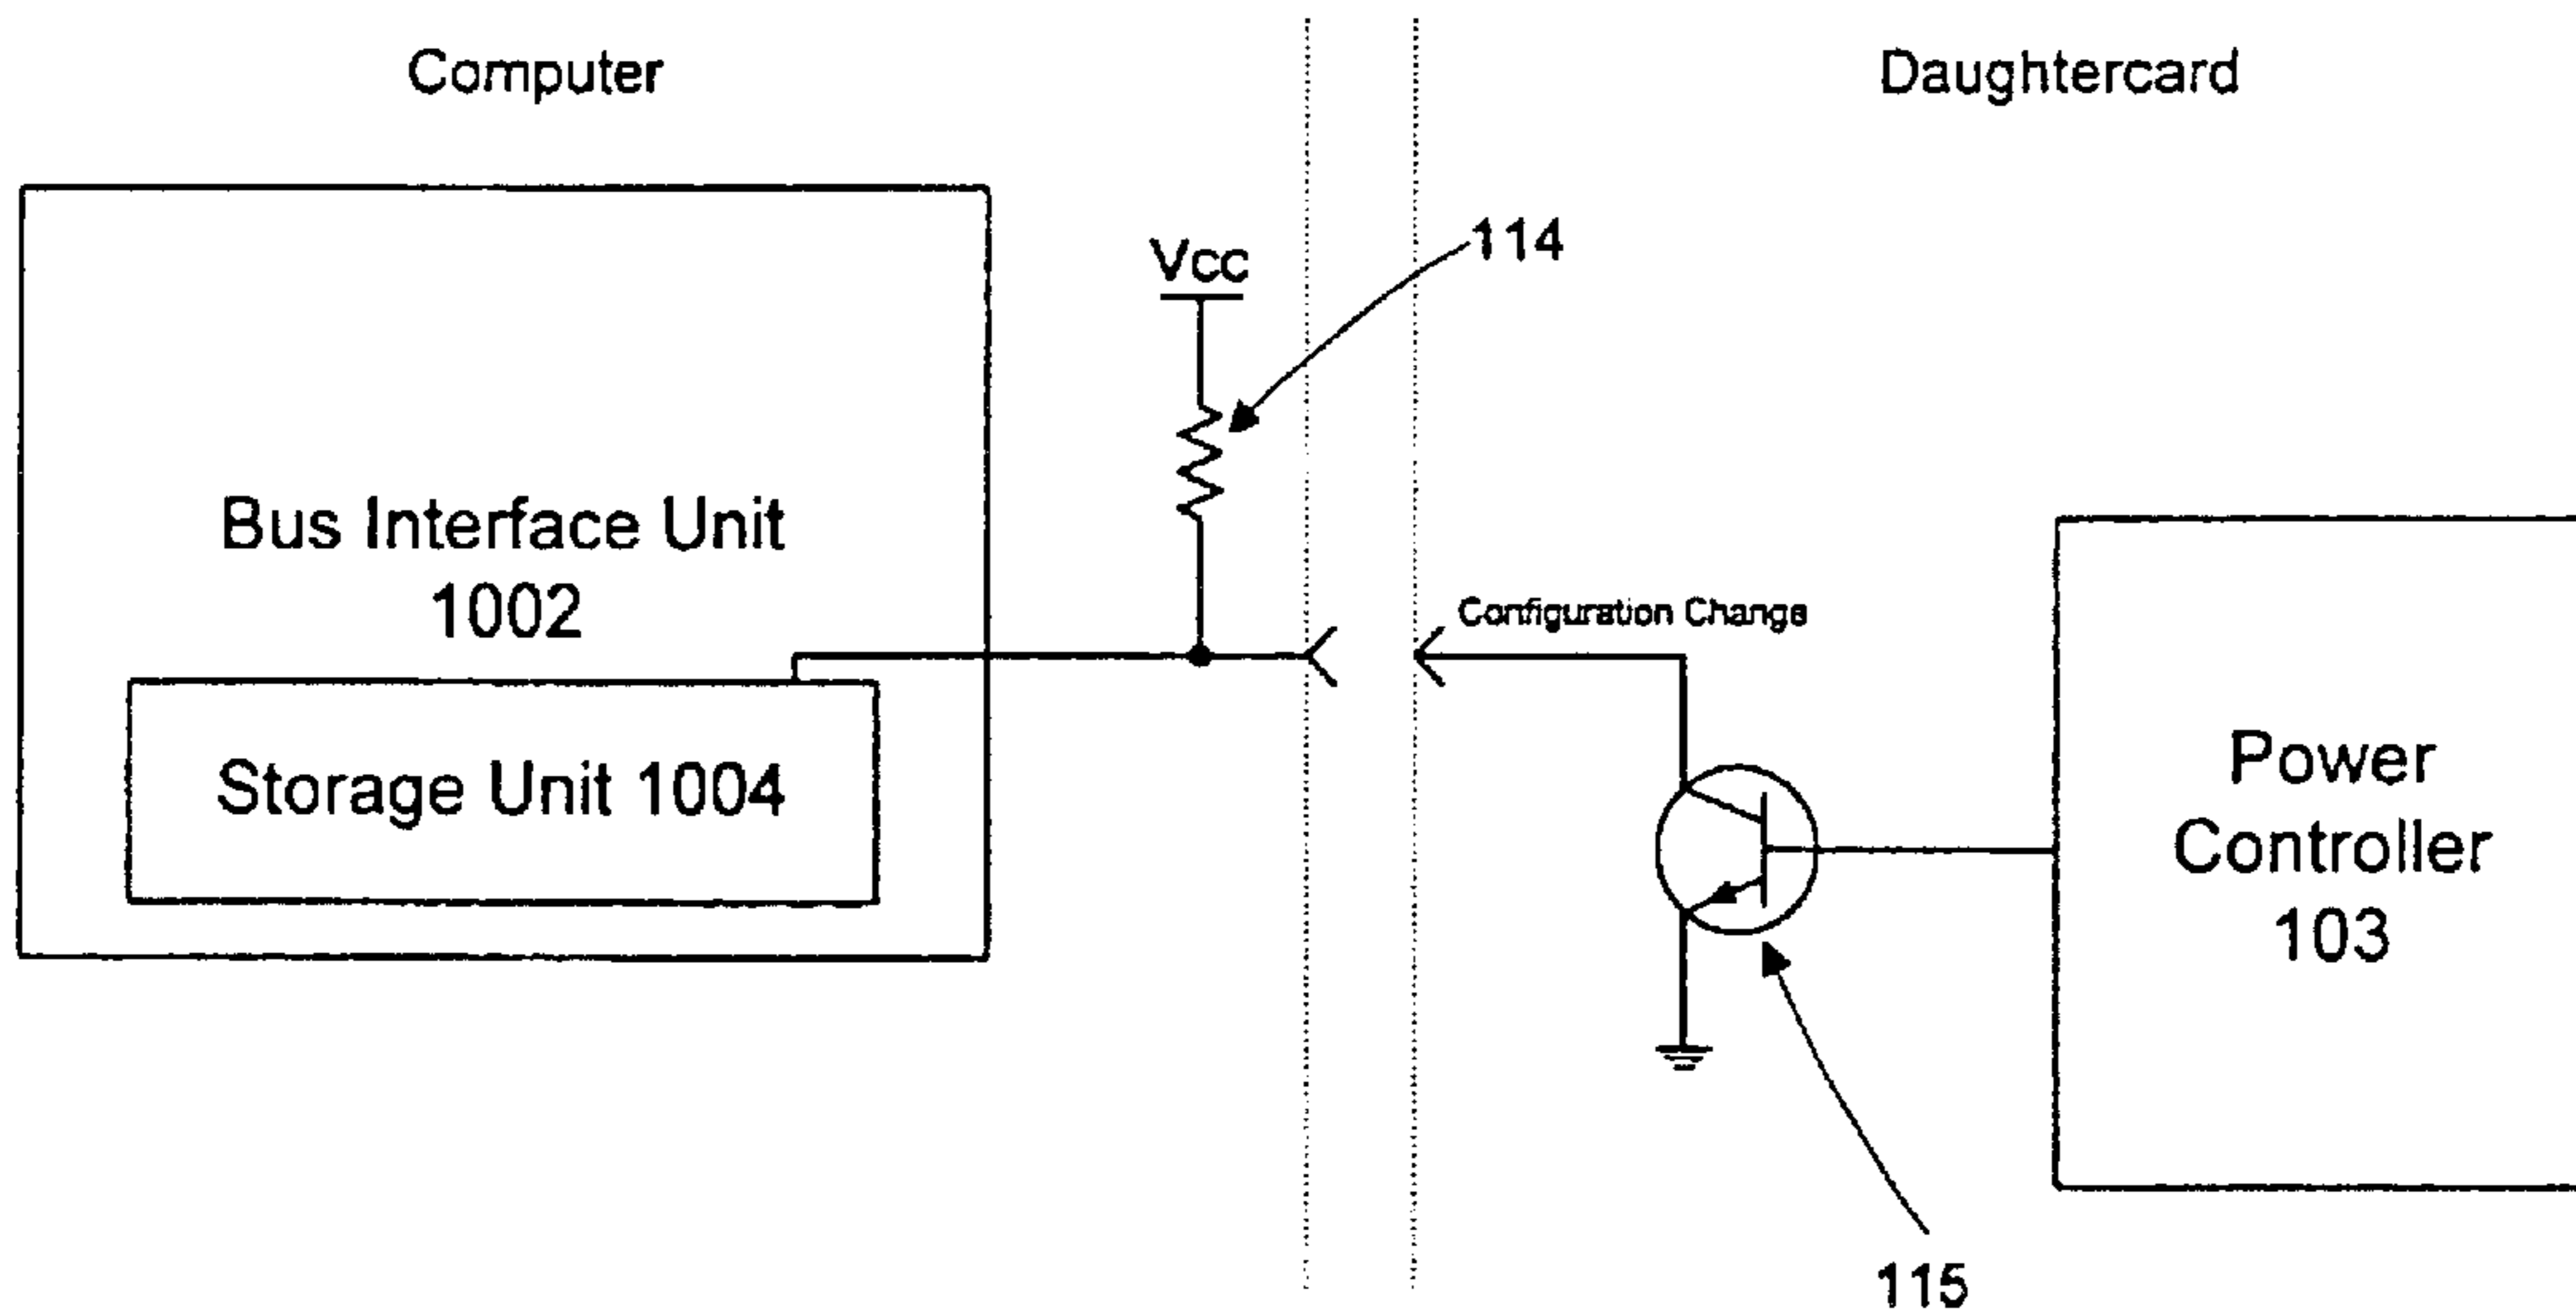 Computer
Daughtercard
Vcc
114
Bus Interface Unit
1002
Storage Unit 1004
Configuration Change
Power
Controller
103
115